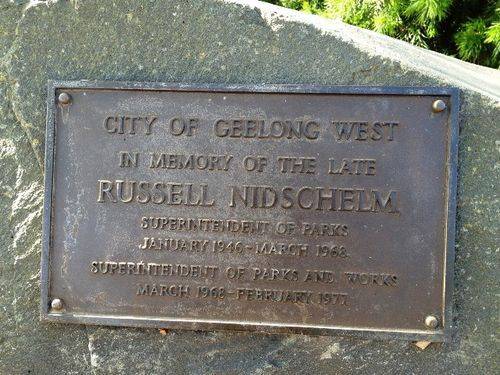 CITY OF GEELONG WEST
IN MEMORY OF THE LATE
RUSSELL NIDSCHELM
SUPERINTENDENT OF PARKS
JANUARY 1946-MARCH 1968
SUPERINTENDENT OF PARKS AND WORKS
MARCH 1968-FEBRUARY 1977